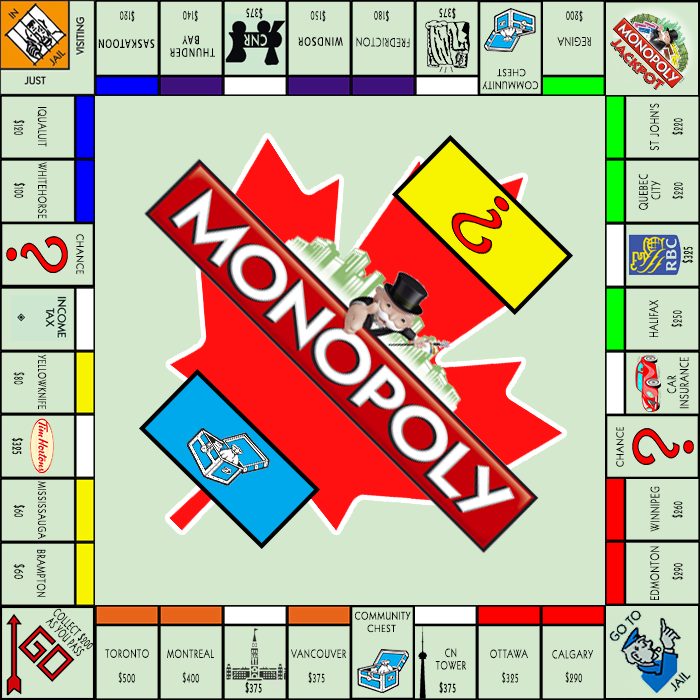 IN
JAIL
JUST
VISITING
SASKATOON
$120
THUNDER
BAY
$140
CNR
$375
WINDSOR
$150
FREDRICTION
$180
$375
COMMUNITY
CHEST
REGINA
$200
MONOPOLY
JACKPOT
ST JOHN'S
$220
QUEBEC
CITY
$220
RBC
$325
HALIFAX
$250
CAR
INSURANCE
CHANCE
?
WINNIPEG
$260
EDMONTON
$290
GO TO
JAIL
CALGARY
$290
OTTAWA
$325
CN
TOWER
$375
COMMUNITY
CHEST
VANCOUVER
$375
$375
MONTREAL
$400
TORONTO
$500
COLLECT $200
AS YOU PASS
GO
BRAMPTON
$60
MISSISSAUGA
$60
Tim Hortons
$325
YELLOWKNIFE
$80
INCOME
TAX
CHANCE
?
WHITEHORSE
$100
IQUALUIT
$120
MONOPOLY
?